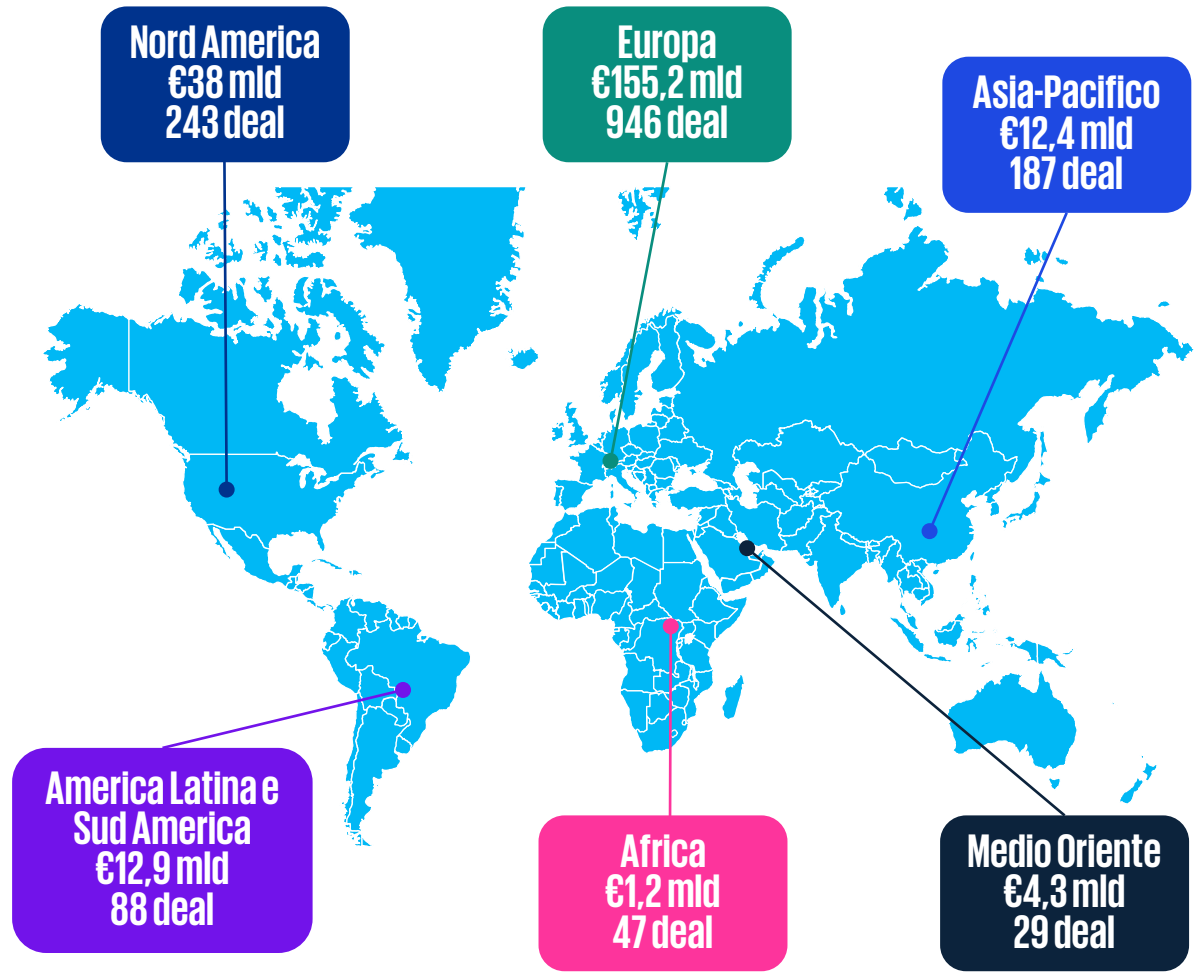 Nord America
€38 mld
243 deal
Europa
€155,2 mld
946 deal
Asia-Pacifico
€12,4 mld
187 deal
America Latina e
Sud America
€12,9 mld
88 deal
Africa
€1,2 mld
47 deal
Medio Oriente
€4,3 mld
29 deal